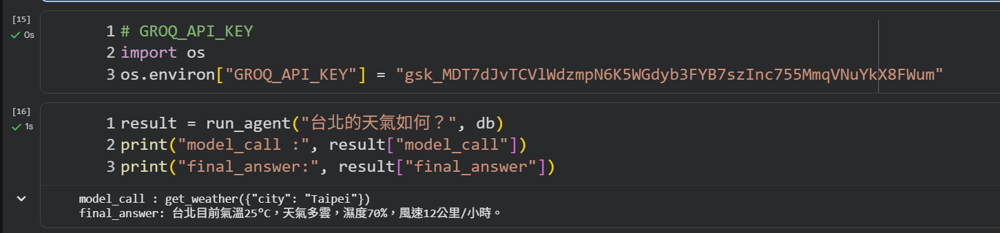 [15]
0s
1 # GROQ_API_KEY
2 import os
3 os.environ["GROQ_API_KEY"] = "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"
[16]
1s
1 result = run_agent("台北的天氣如何？", db)
2 print("model_call :", result["model_call"])
3 print("final_answer:", result["final_answer"])
model_call : get_weather({"city": "Taipei"})
final_answer: 台北目前氣溫25°C，天氣多雲，濕度70%，風速12公里/小時。